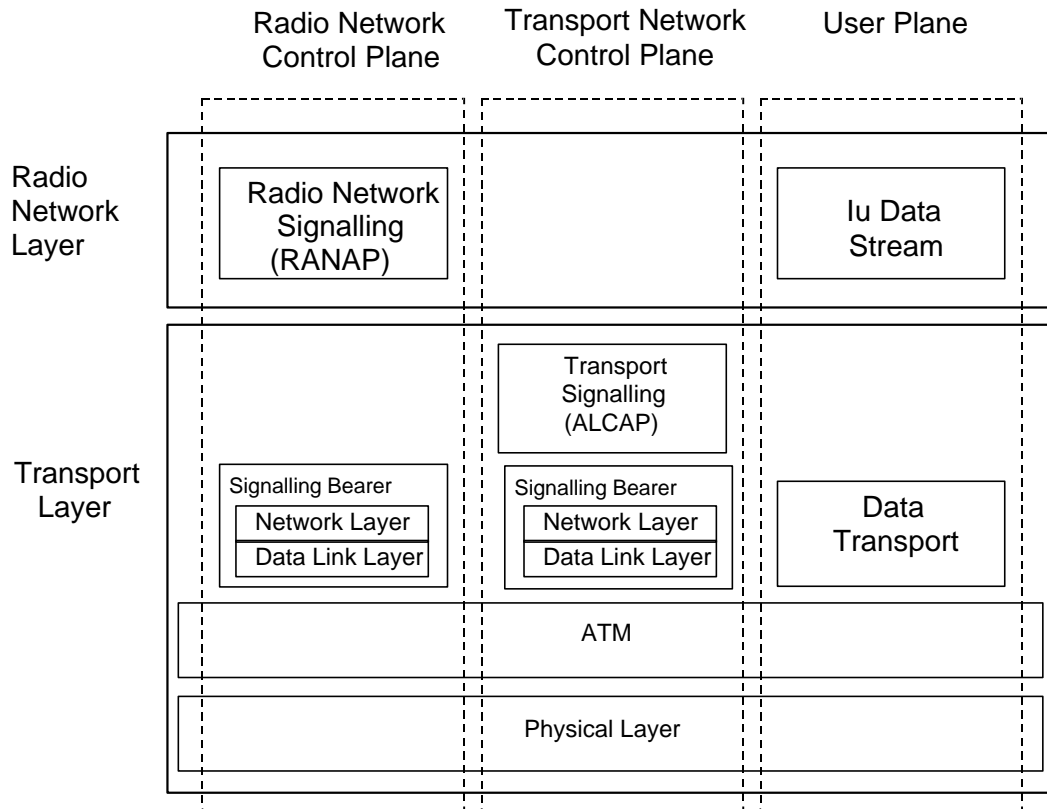 Radio Network
Control Plane
Transport Network
Control Plane
User Plane
Radio
Network
Layer
Radio Network
Signalling
(RANAP)
Iu Data
Stream
Transport
Signalling
(ALCAP)
Transport
Layer
Signalling Bearer
Network Layer
Data Link Layer
Signalling Bearer
Network Layer
Data Link Layer
Data
Transport
ATM
Physical Layer